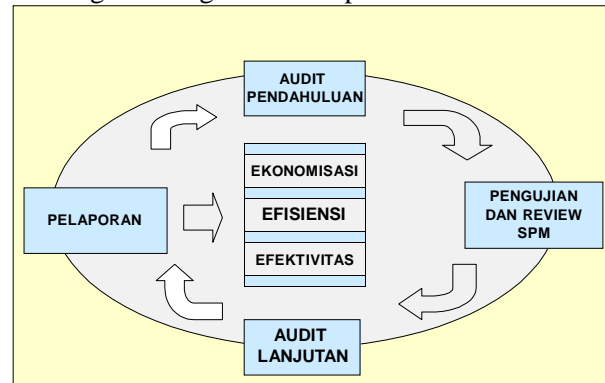 AUDIT
PENDAHULUAN
EKONOMISASI
EFISIENSI
EFEKTIVITAS
PELAPORAN
PENGUJIAN
DAN REVIEW
SPM
AUDIT
LANJUTAN